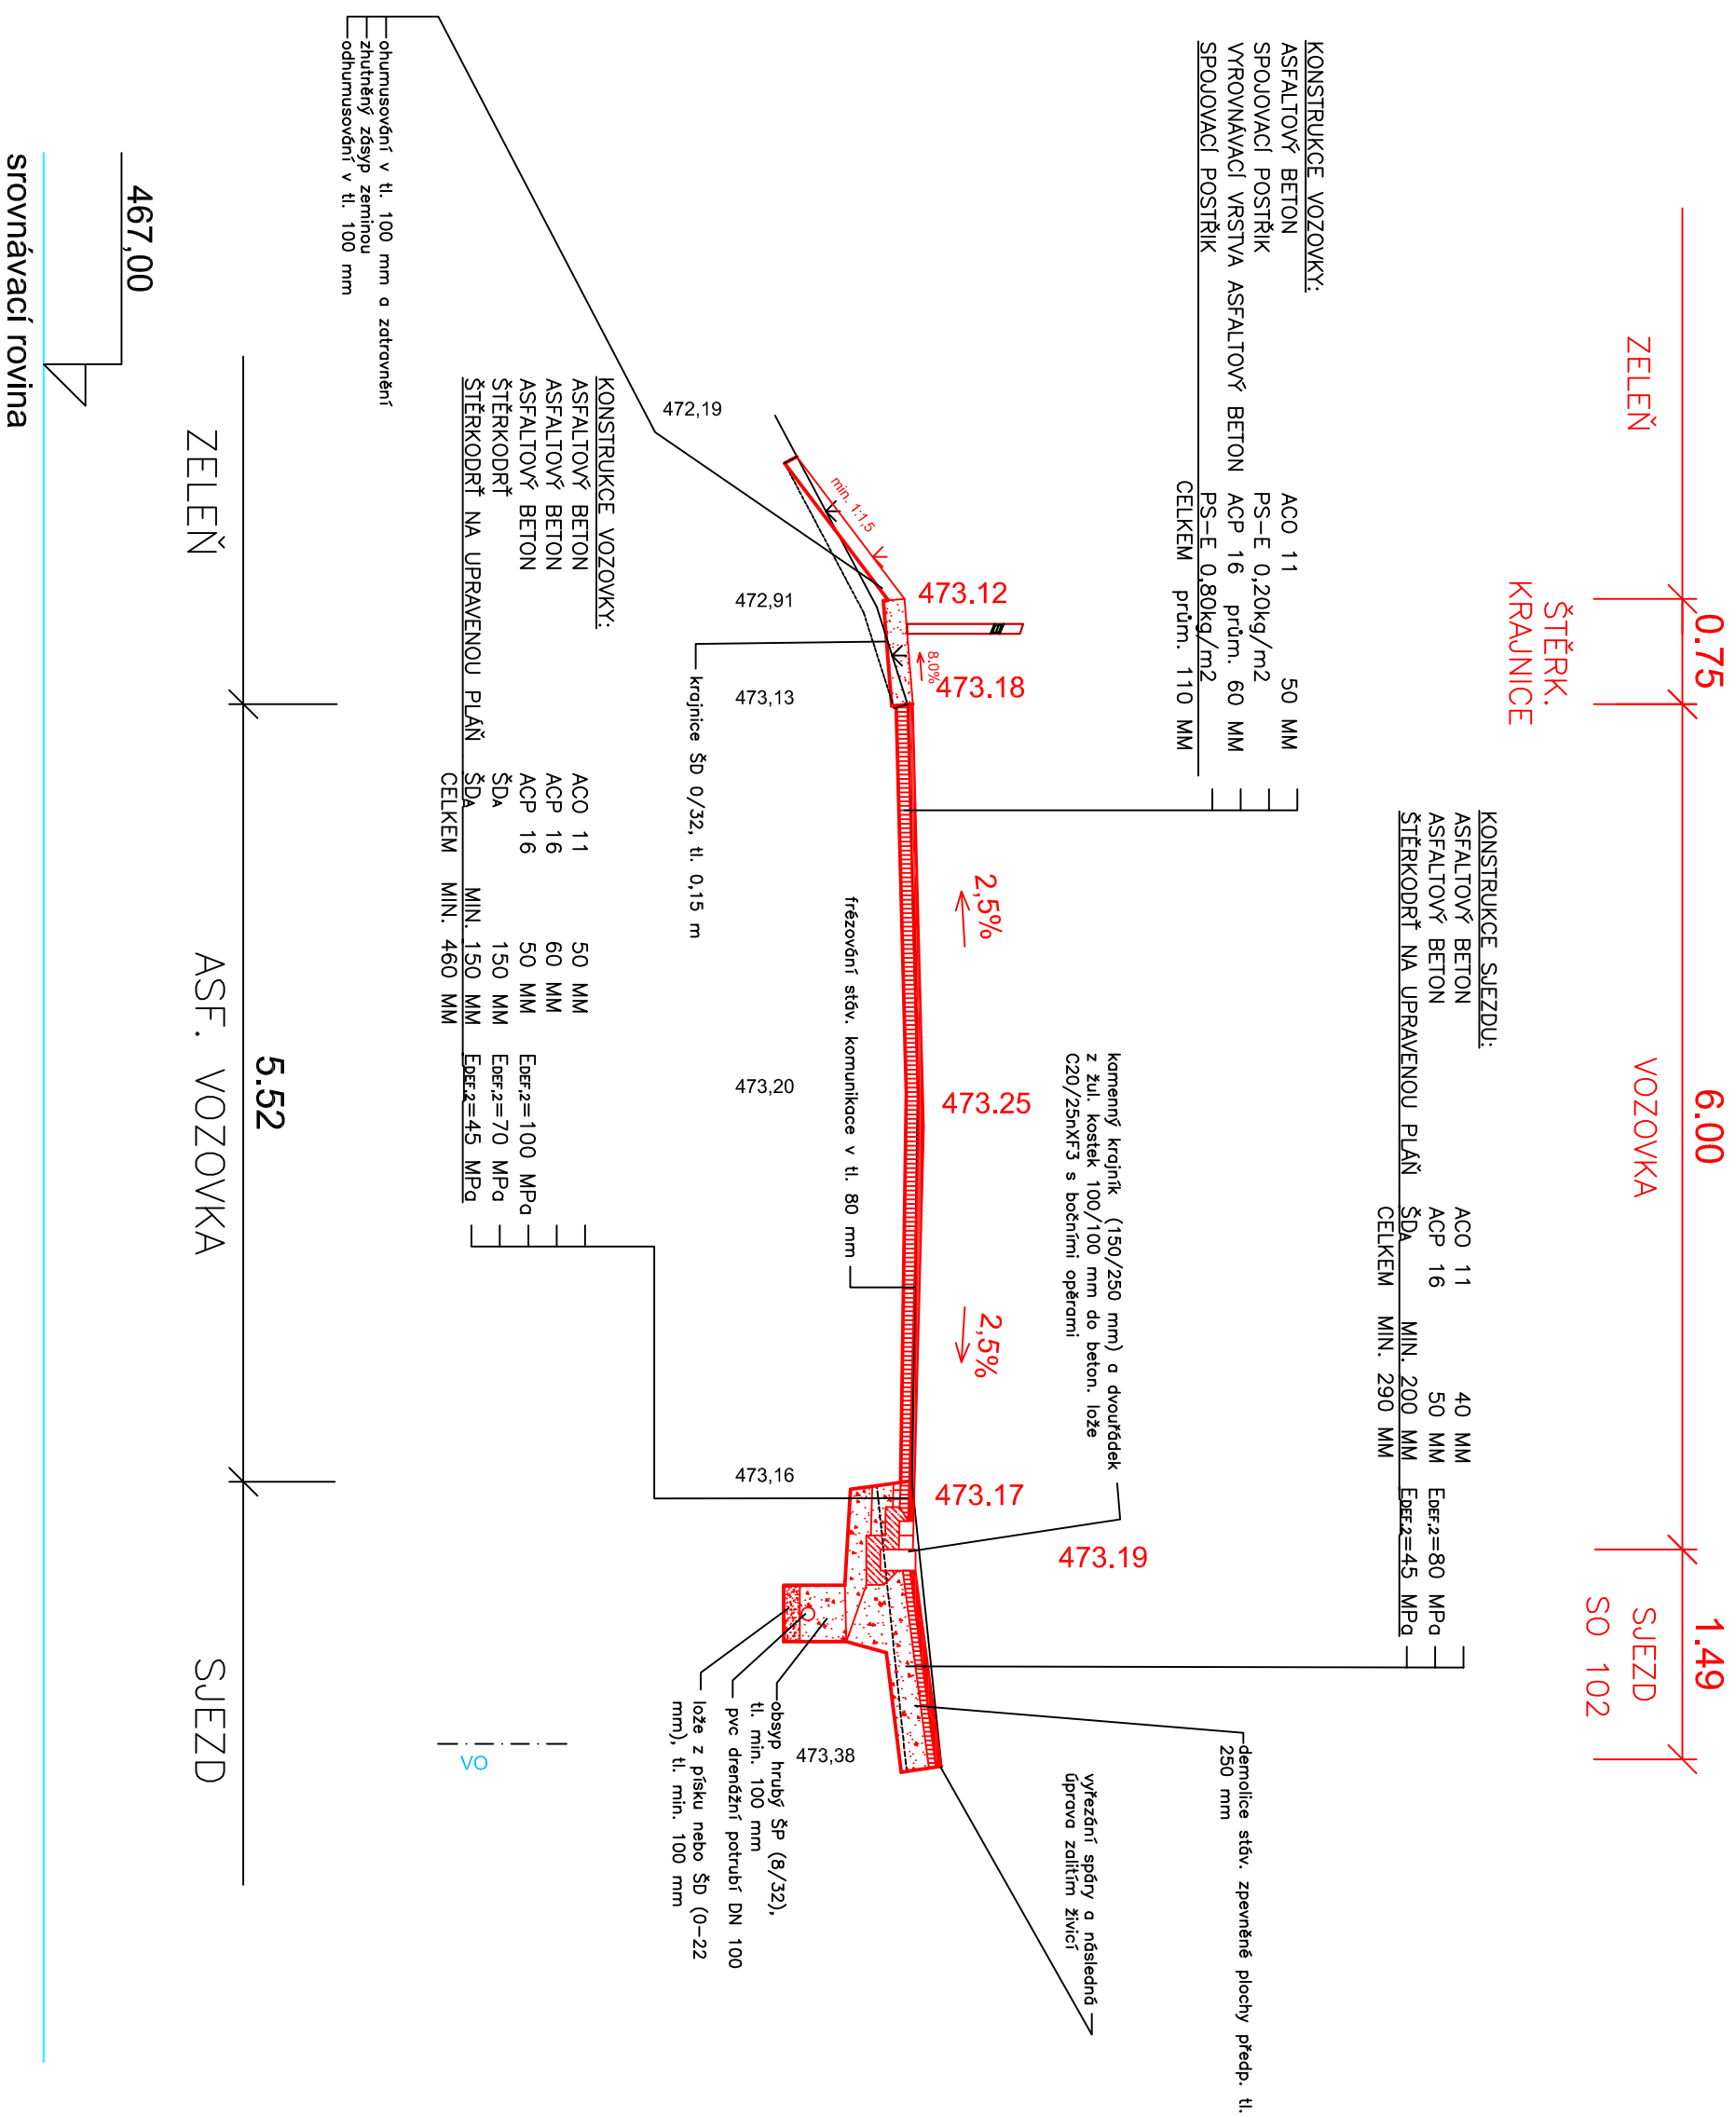 0.75
6.00
1.49
ZELEŇ
ŠTĚRK.
KRAJNICE
VOZOVKA
SJEZD
SO 102
KONSTRUKCE SJEZDU:
ASFALTOVÝ BETON ACO 11 40 MM
ASFALTOVÝ BETON ACP 16 50 MM EDEF,2=80 MPa
ŠTĚRKODRŤ NA UPRAVENOU PLÁŇ ŠDA MIN. 200 MM EDEF,2=45 MPa
CELKEM MIN. 290 MM
KONSTRUKCE VOZOVKY:
ASFALTOVÝ BETON ACO 11 50 MM
SPOJOVACÍ POSTŘIK PS-E 0,20kg/m2
VYROVNÁVACÍ VRSTVA ASFALTOVÝ BETON ACP 16 prům. 60 MM
SPOJOVACÍ POSTŘIK PS-E 0,80kg/m2
CELKEM prům. 110 MM
demolice stáv. zpevněné plochy předp. tl.
250 mm
kamenný krajník (150/250 mm) a dvouřádek
z žul. kostek 100/100 mm do beton. lože
C20/25nXF3 s bočními opěrami
vyřezání spáry a následná
úprava zalitím živicí
473.12
473.18
473.25
473.17
473.19
8.0%
2,5%
2,5%
min. 1:1,5
frézování stáv. komunikace v tl. 80 mm
472,19
472,91
473,13
473,20
473,16
473,38
krajnice ŠD 0/32, tl. 0,15 m
obsyp hrubý ŠP (8/32),
tl. min. 100 mm
pvc drenážní potrubí DN 100
lože z písku nebo ŠD (0-22
mm), tl. min. 100 mm
KONSTRUKCE VOZOVKY:
ASFALTOVÝ BETON ACO 11 50 MM
ASFALTOVÝ BETON ACP 16 60 MM
ASFALTOVÝ BETON ACP 16 50 MM EDEF,2=100 MPa
ŠTĚRKODRŤ ŠDA 150 MM EDEF,2=70 MPa
ŠTĚRKODRŤ NA UPRAVENOU PLÁŇ ŠDA MIN. 150 MM EDEF,2=45 MPa
CELKEM MIN. 460 MM
VO
ohumusování v tl. 100 mm a zatravnění
zhutněný zásyp zeminou
odhumusování v tl. 100 mm
5.52
ZELEŇ
ASF. VOZOVKA
SJEZD
467,00
srovnávací rovina